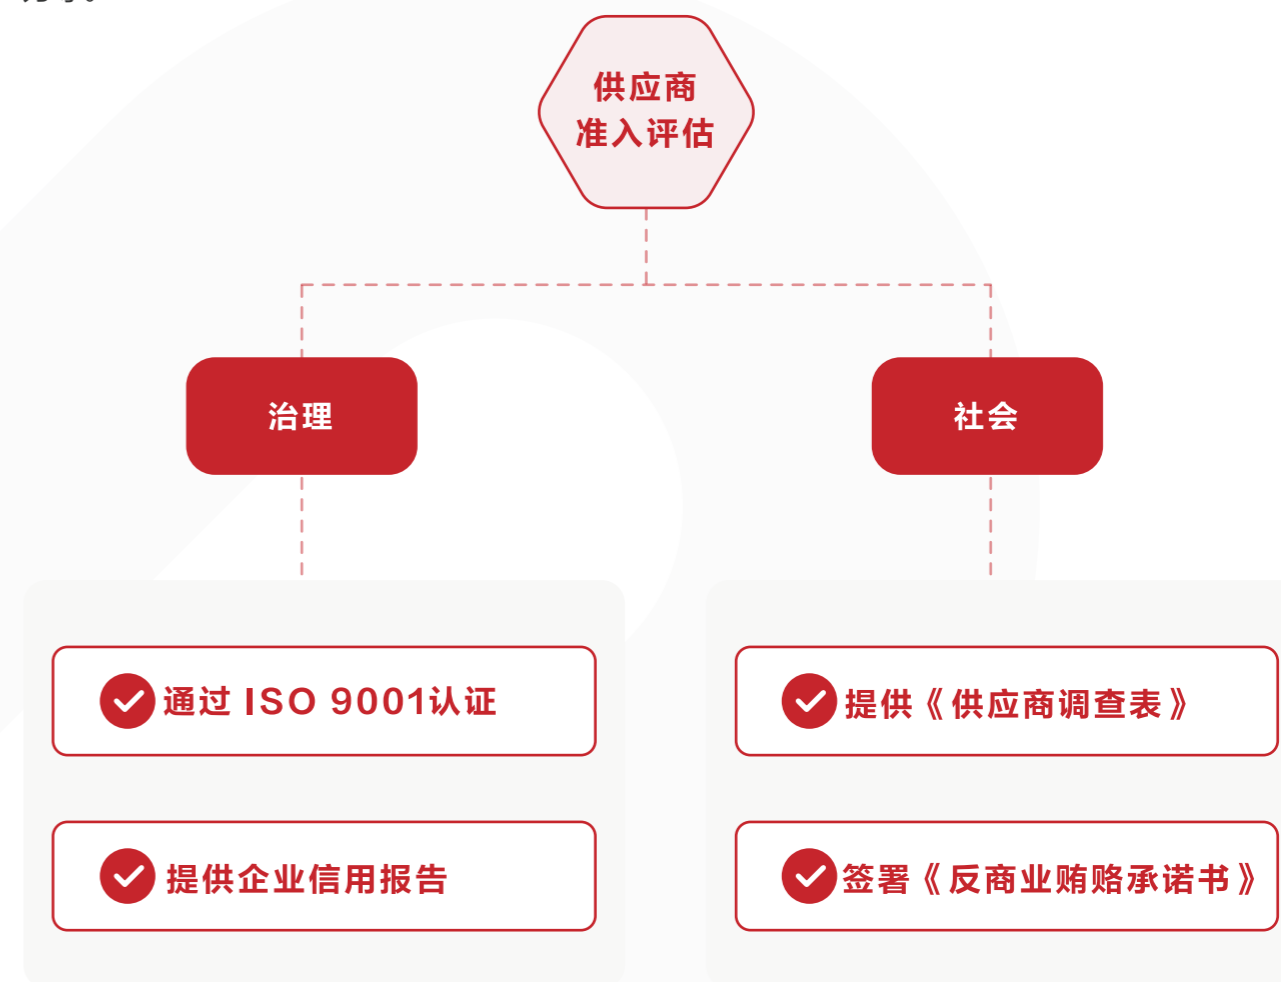 供应商
准入评估
治理
社会
通过 ISO 9001认证
提供《供应商调查表》
提供企业信用报告
签署《反商业贿赂承诺书》